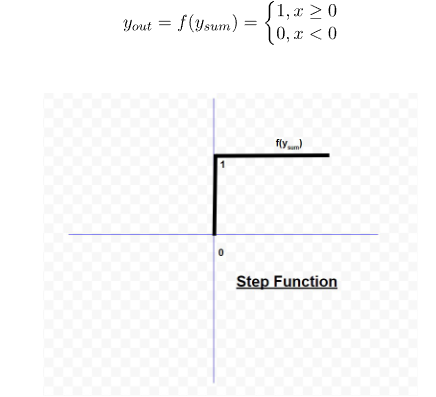 y_out = f(y_sum) = {1, x ≥ 0
0, x < 0
f(y_sum)
1
0
Step Function